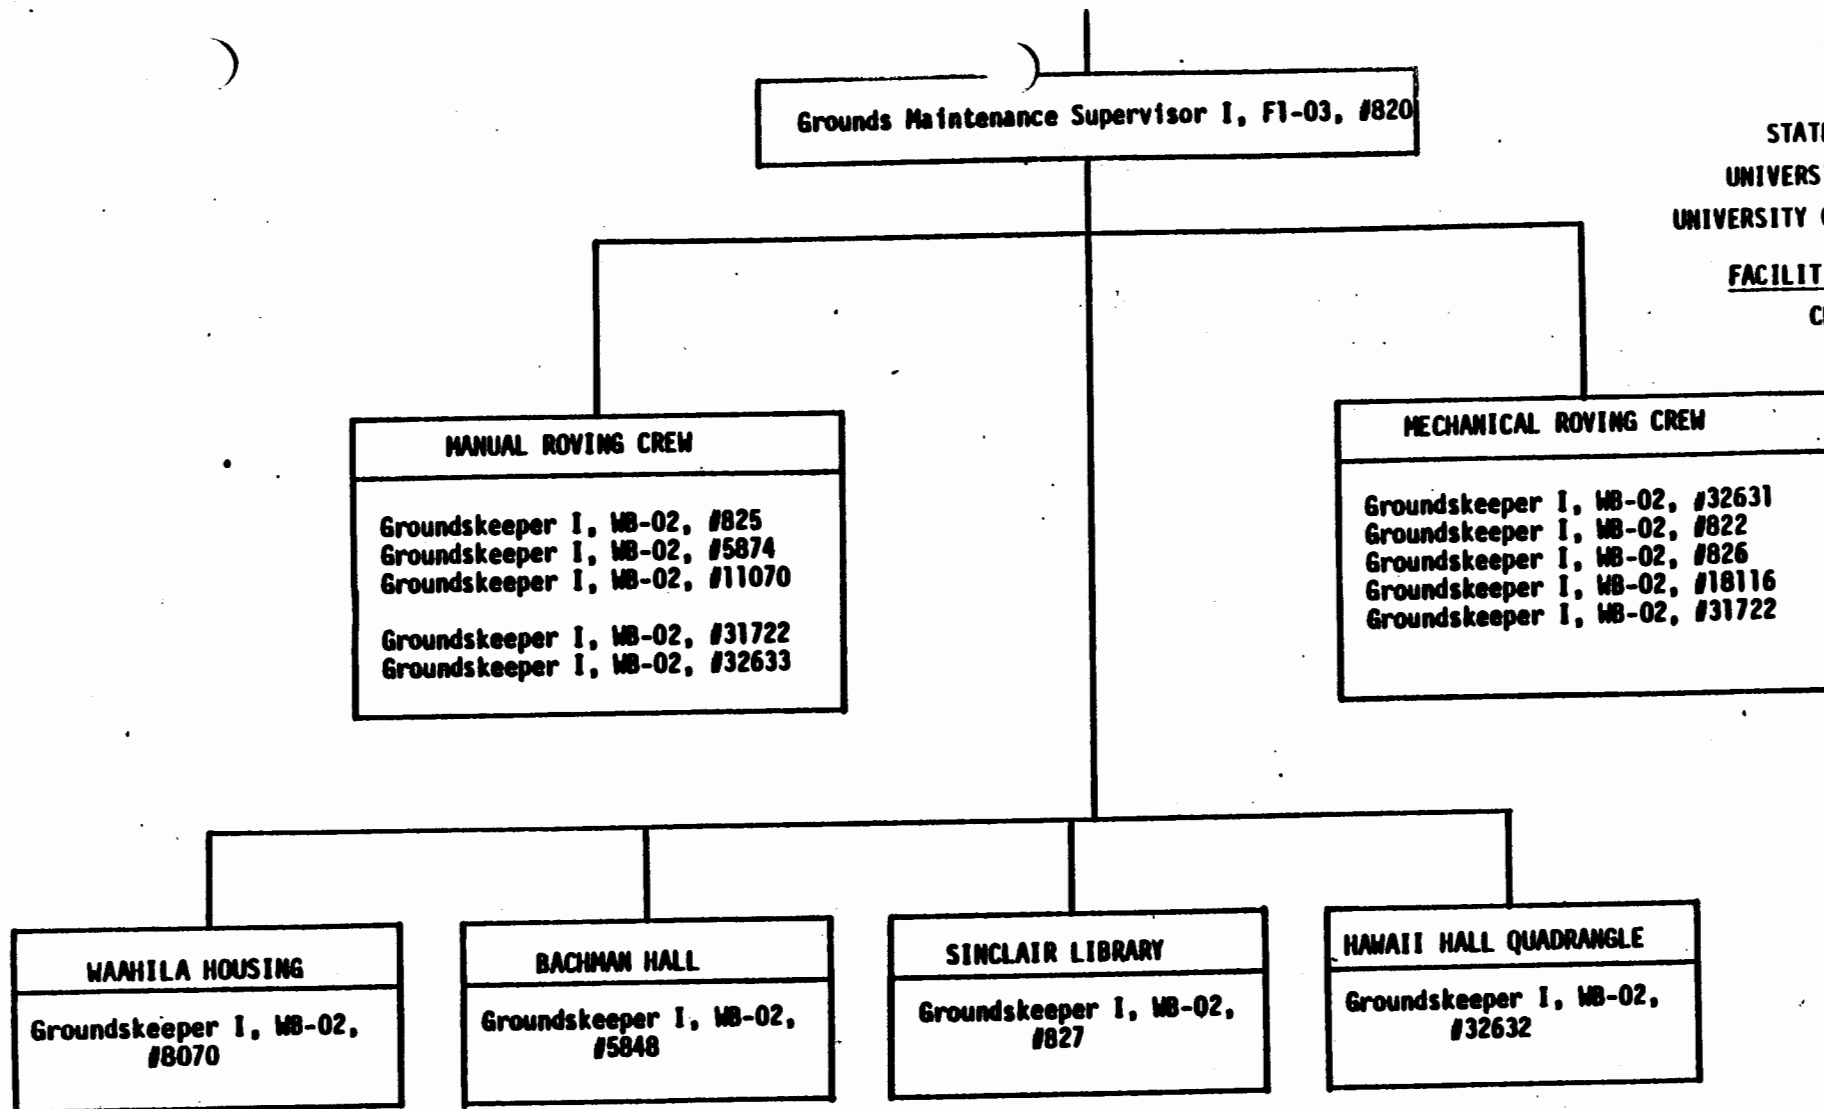 Grounds Maintenance Supervisor I, F1-03, #820
STATE
UNIVERS
UNIVERSITY
FACILIT
MANUAL ROVING CREW
Groundskeeper I, WB-02, #825
Groundskeeper I, WB-02, #5874
Groundskeeper I, WB-02, #11070
Groundskeeper I, WB-02, #31722
Groundskeeper I, WB-02, #32633
MECHANICAL ROVING CREW
Groundskeeper I, WB-02, #32631
Groundskeeper I, WB-02, #822
Groundskeeper I, WB-02, #826
Groundskeeper I, WB-02, #18116
Groundskeeper I, WB-02, #31722
WAAHILA HOUSING
Groundskeeper I, WB-02,
#8070
BACHMAN HALL
Groundskeeper I, WB-02,
#5848
SINCLAIR LIBRARY
Groundskeeper I, WB-02,
#827
HAWAII HALL QUADRANGLE
Groundskeeper I, WB-02,
#32632